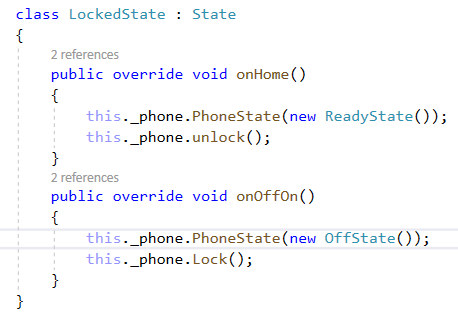 class LockedState : State
{
2 references
public override void onHome()
{
this._phone.PhoneState(new ReadyState());
this._phone.unlock();
}
2 references
public override void onOffOn()
{
this._phone.PhoneState(new OffState());
this._phone.Lock();
}
}